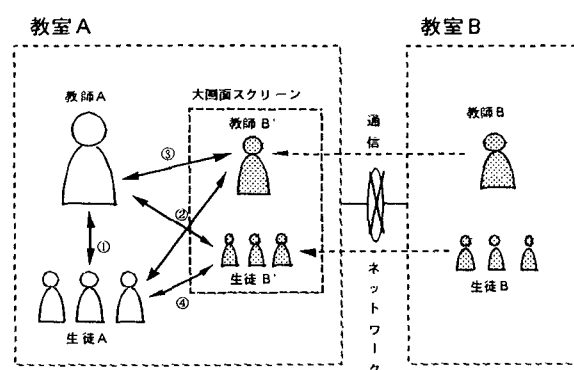 教室A
教室B
大画面スクリーン
教師A
教師B'
教師B
通信
③
②
①
④
生徒A
生徒B'
生徒B
ネットワーク